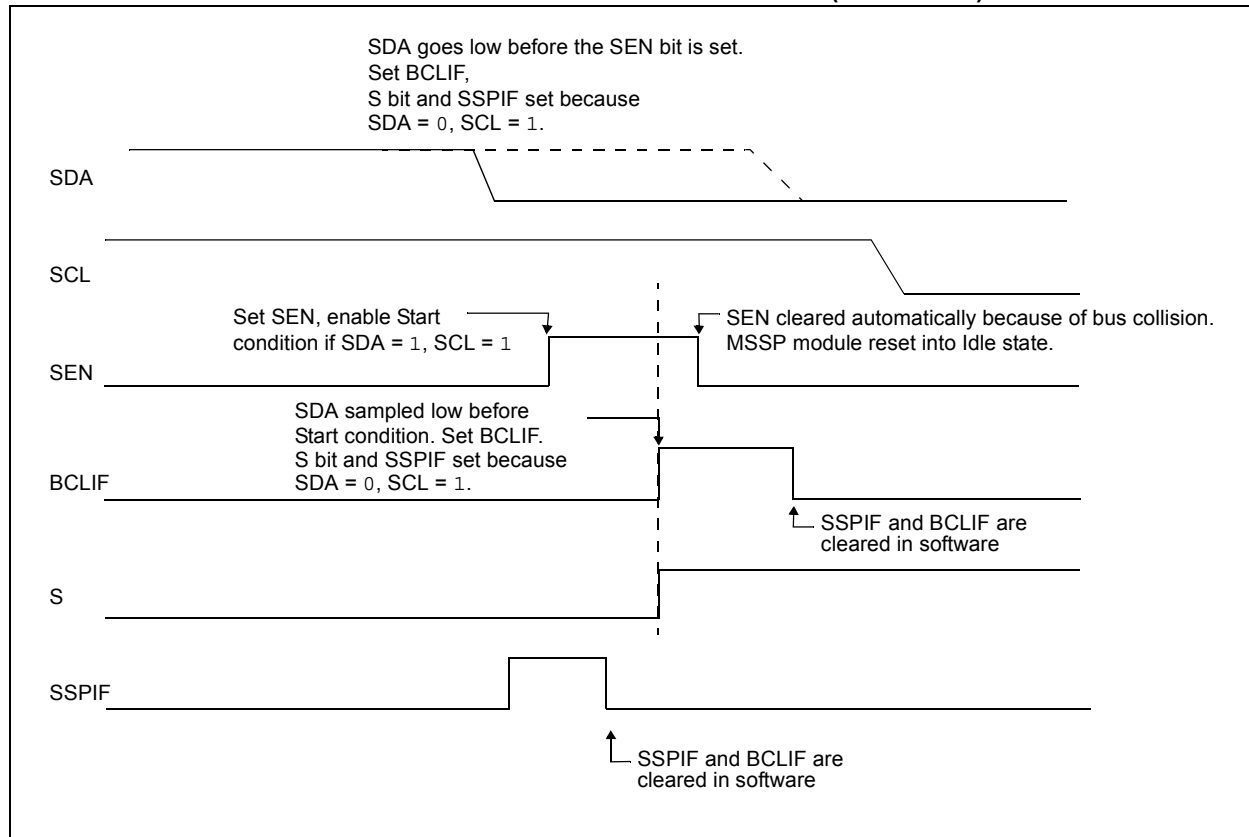 SDA goes low before the SEN bit is set.
Set BCLIF,
S bit and SSPIF set because
SDA = 0, SCL = 1.
SDA
SCL
Set SEN, enable Start
condition if SDA = 1, SCL = 1
SEN cleared automatically because of bus collision.
MSSP module reset into Idle state.
SEN
SDA sampled low before
Start condition. Set BCLIF.
S bit and SSPIF set because
SDA = 0, SCL = 1.
BCLIF
SSPIF and BCLIF are
cleared in software
S
SSPIF
SSPIF and BCLIF are
cleared in software